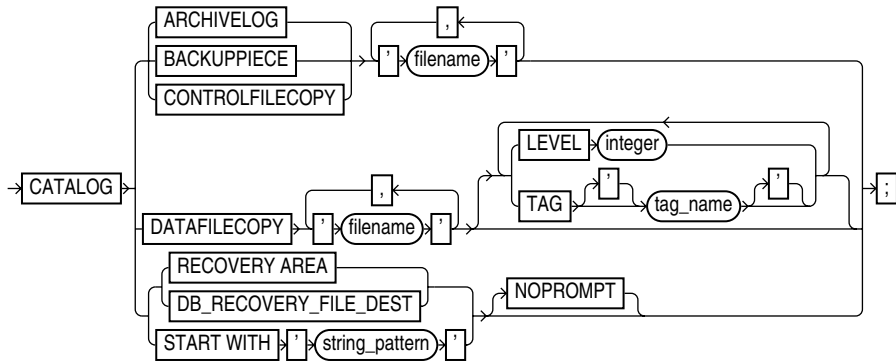 ARCHIVELOG
,
BACKUPPIECE ' filename '
CONTROLFILECOPY
LEVEL integer
CATALOG ;
, ' '
TAG tag_name
DATAFILECOPY ' filename '
RECOVERY AREA
NOPROMPT
DB_RECOVERY_FILE_DEST
START WITH ' string_pattern '